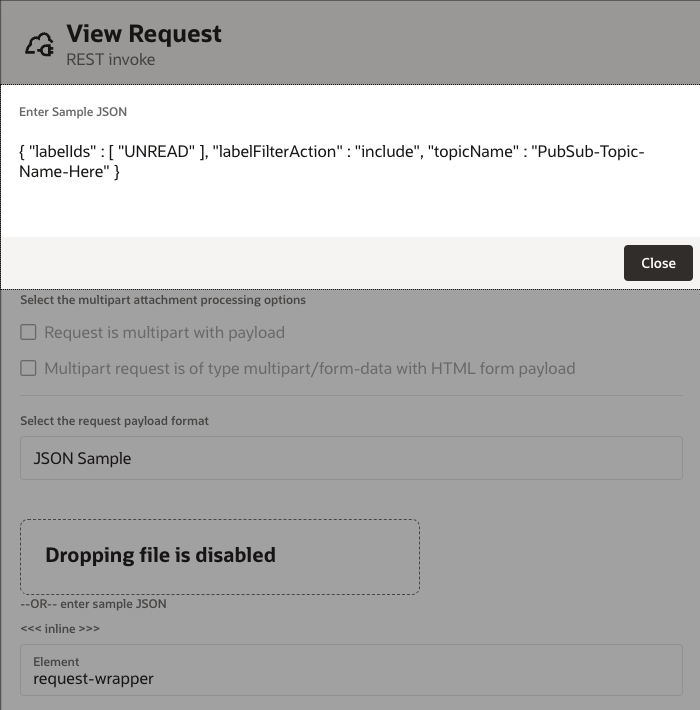 View Request
REST invoke
Enter Sample JSON
{ "labelIds" : [ "UNREAD" ], "labelFilterAction" : "include", "topicName" : "PubSub-Topic-
Name-Here" }
Close
Select the multipart attachment processing options
Request is multipart with payload
Multipart request is of type multipart/form-data with HTML form payload
Select the request payload format
JSON Sample
Dropping file is disabled
--OR-- enter sample JSON
<<< inline >>>
Element
request-wrapper